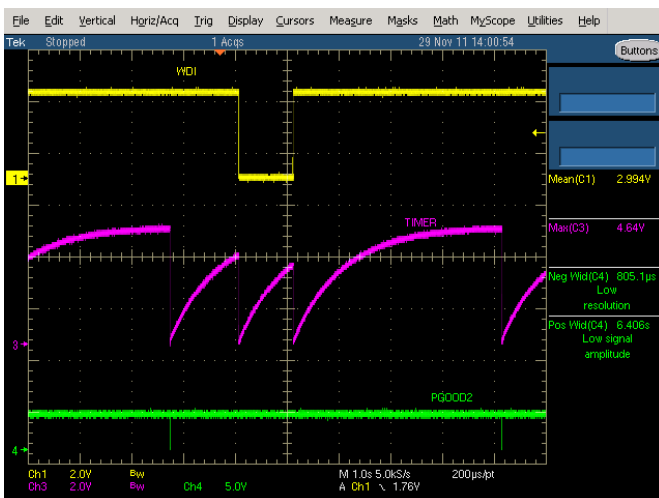 File Edit Vertical Horiz/Acq Trig Display Cursors Measure Masks Math MyScope Utilities Help
Tek Stopped 1 Acqs 29 Nov 11 14:00:54
Buttons
WDI
1
Mean(C1) 2.994V
TIMER
Max(C3) 4.64V
Neg Wid(C4) 805.1µs
Low
resolution
Pos Wid(C4) 6.406s
Low signal
amplitude
3
PGOOD2
4
Ch1 2.0V Bw M 1.0s 5.0kS/s 200µs/pt
Ch3 2.0V Bw Ch4 5.0V A Ch1 1.76V